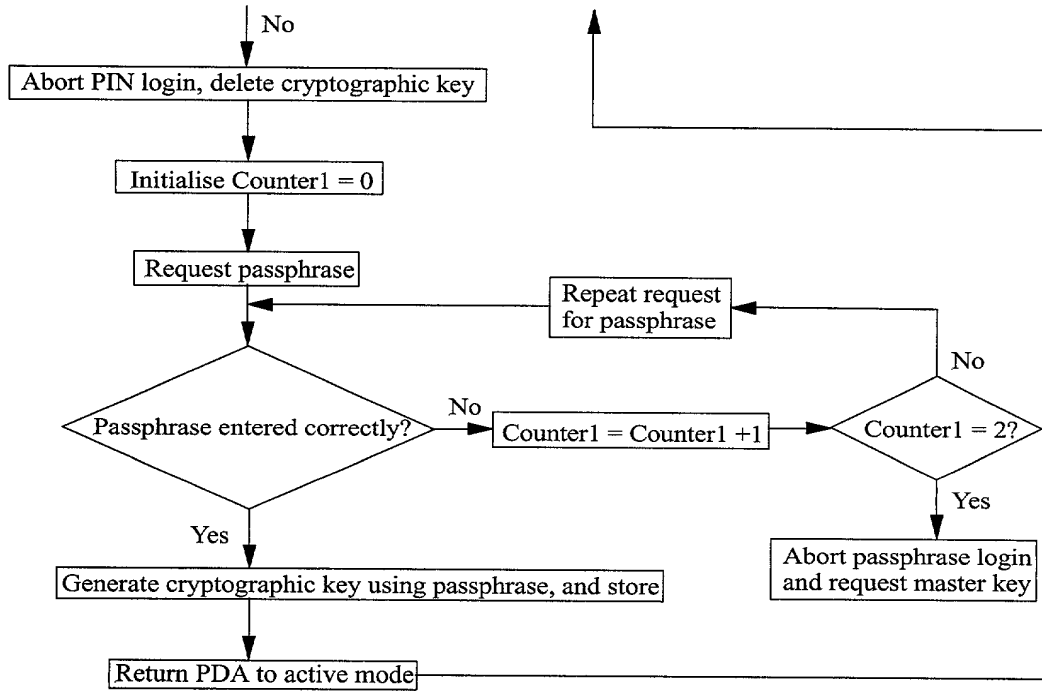 No
Abort PIN login, delete cryptographic key
Initialise Counter1 = 0
Request passphrase
Repeat request
for passphrase
No
Passphrase entered correctly?
No
Counter1 = Counter1 +1
Counter1 = 2?
Yes
Yes
Abort passphrase login
and request master key
Generate cryptographic key using passphrase, and store
Return PDA to active mode